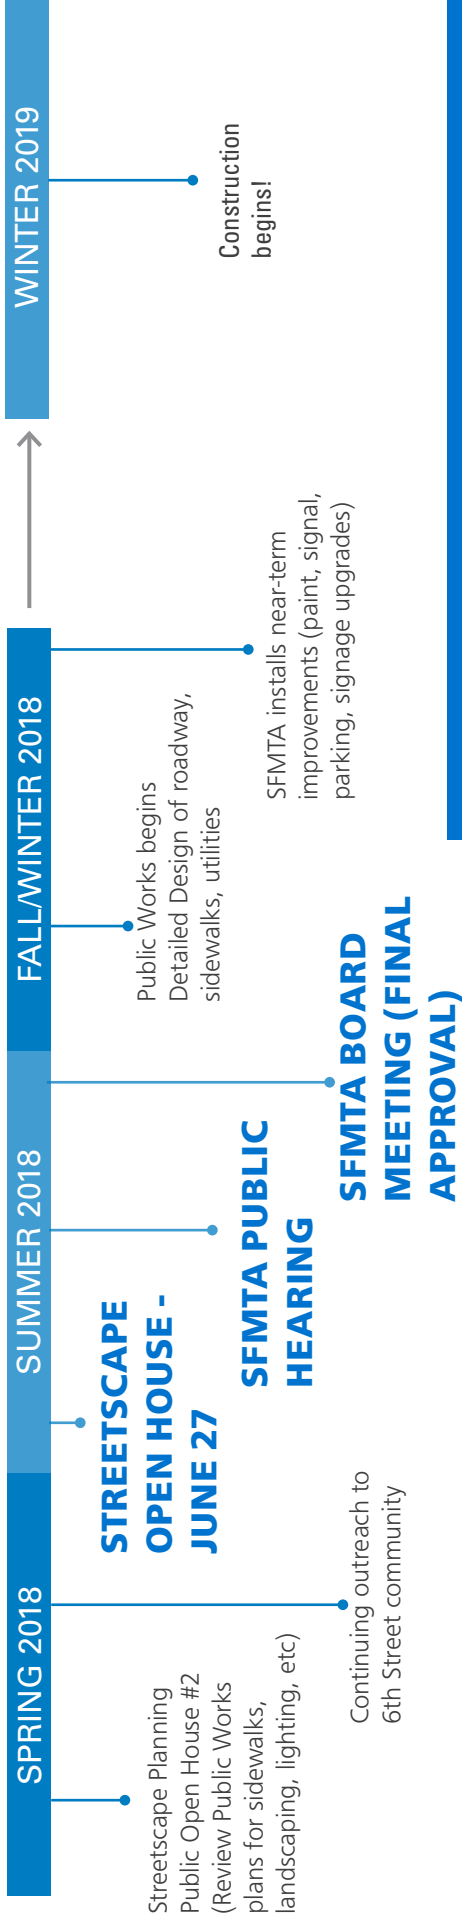 SPRING 2018
Streetscape Planning
Public Open House #2
(Review Public Works
plans for sidewalks,
landscaping, lighting, etc)
Continuing outreach to
6th Street community
SUMMER 2018
STREETSCAPE
OPEN HOUSE -
JUNE 27
SFMTA PUBLIC
HEARING
SFMTA BOARD
MEETING (FINAL
APPROVAL)
FALL/WINTER 2018
Public Works begins
Detailed Design of roadway,
sidewalks, utilities
SFMTA installs near-term
improvements (paint, signal,
parking, signage upgrades)
WINTER 2019
Construction
begins!